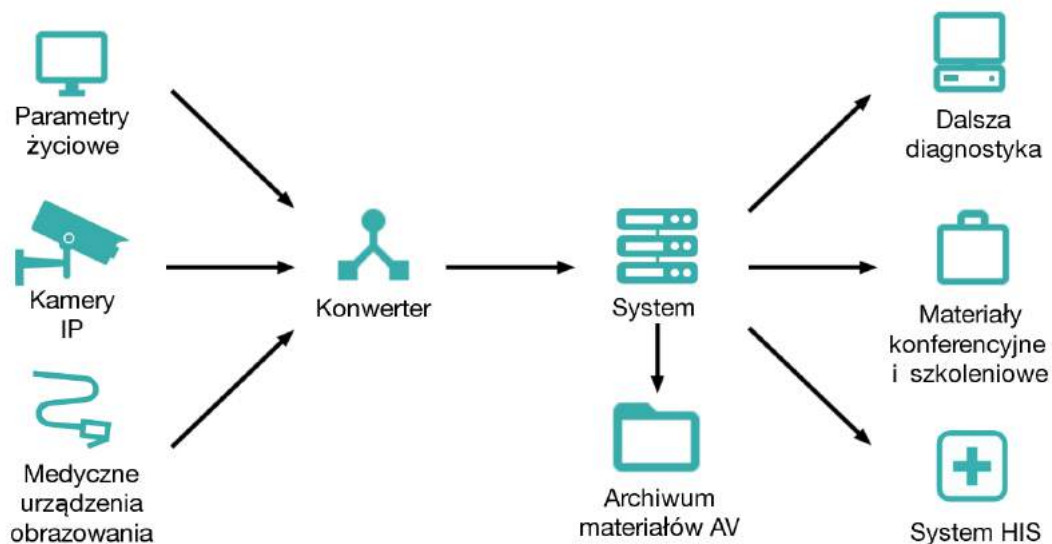 Parametry
życiowe
Kamery
IP
Medyczne
urządzenia
obrazowania
Konwerter
System
Archiwum
materiałów AV
Dalsza
diagnostyka
Materiały
konferencyjne
i szkoleniowe
System HIS